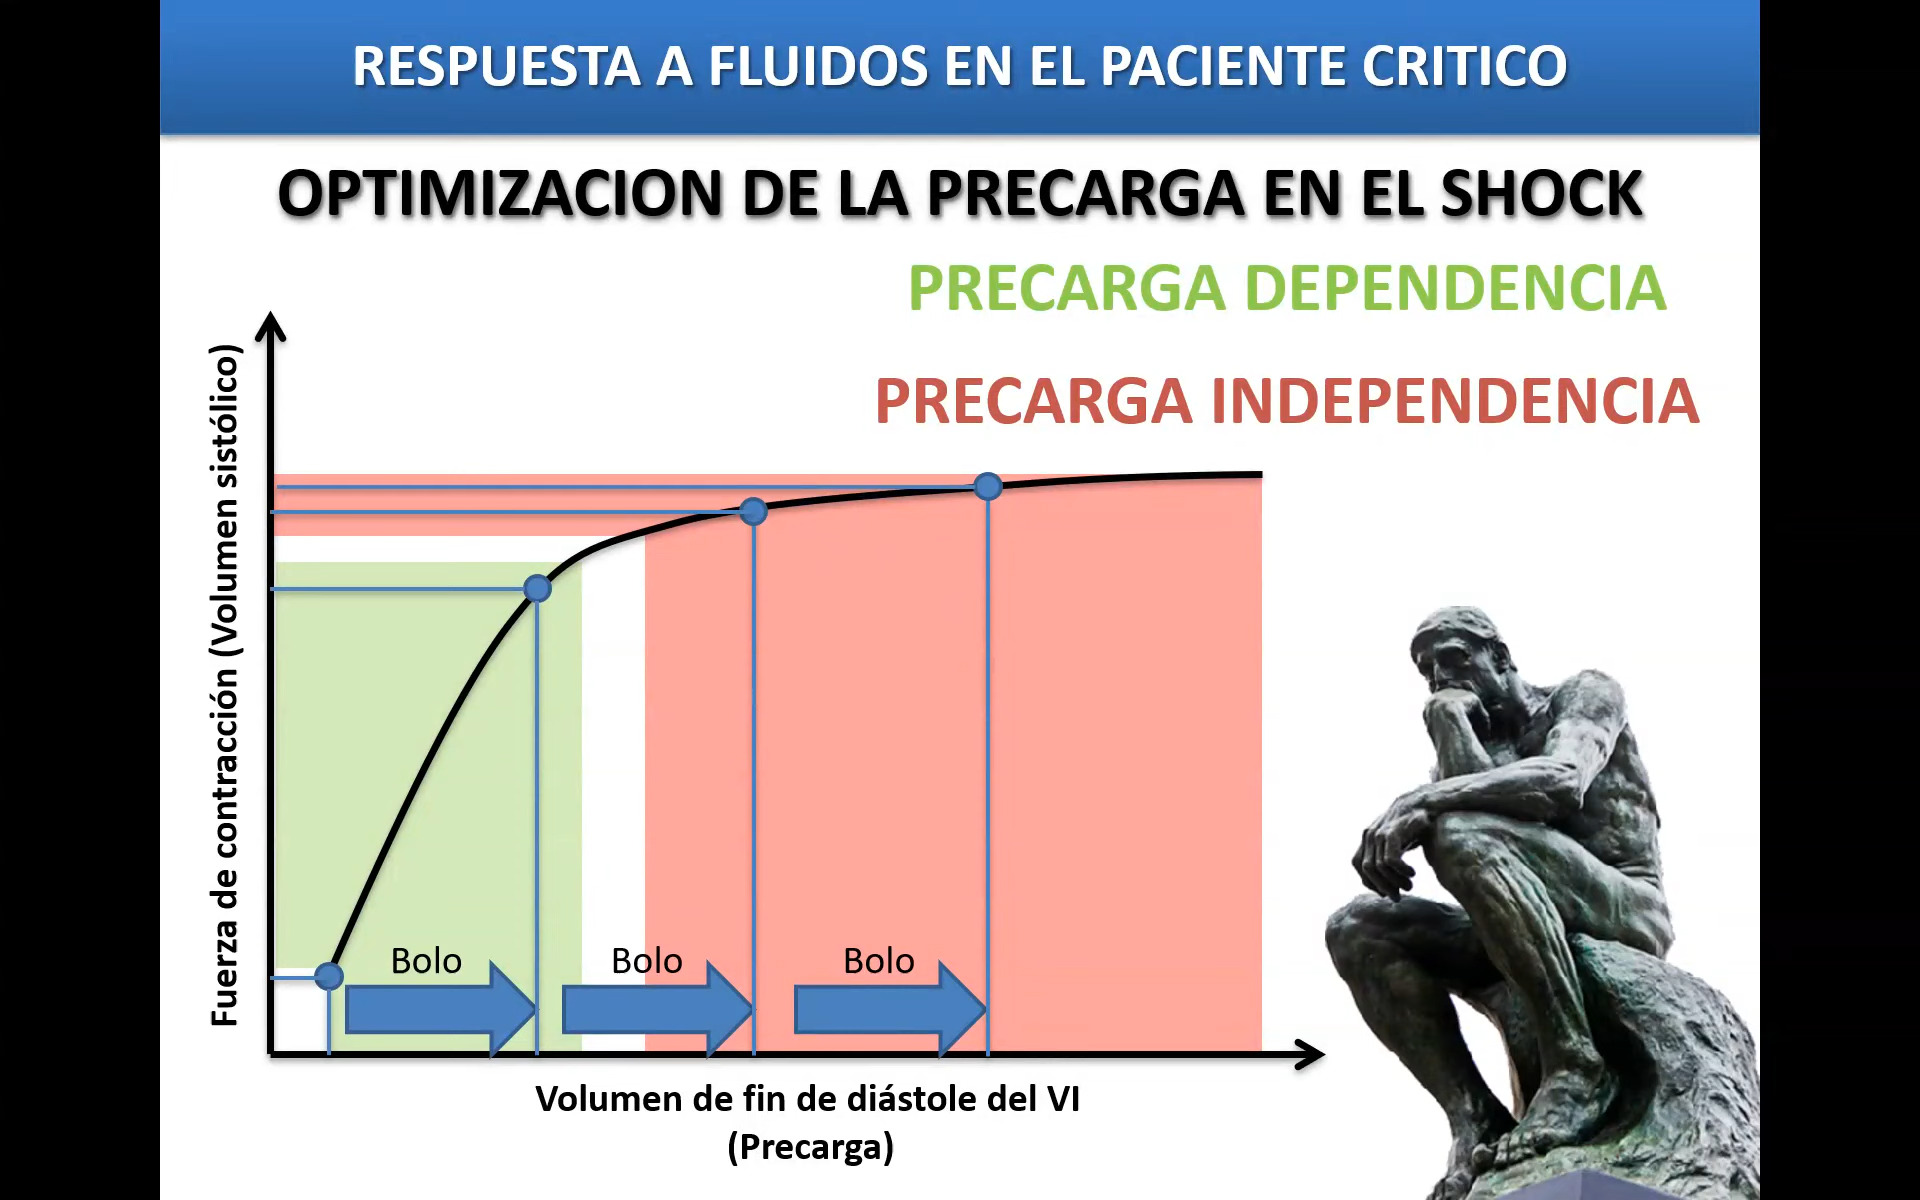 RESPUESTA A FLUIDOS EN EL PACIENTE CRITICO
OPTIMIZACION DE LA PRECARGA EN EL SHOCK
PRECARGA DEPENDENCIA
PRECARGA INDEPENDENCIA
Fuerza de contracción (Volumen sistólico)
Bolo
Bolo
Bolo
Volumen de fin de diástole del VI
(Precarga)